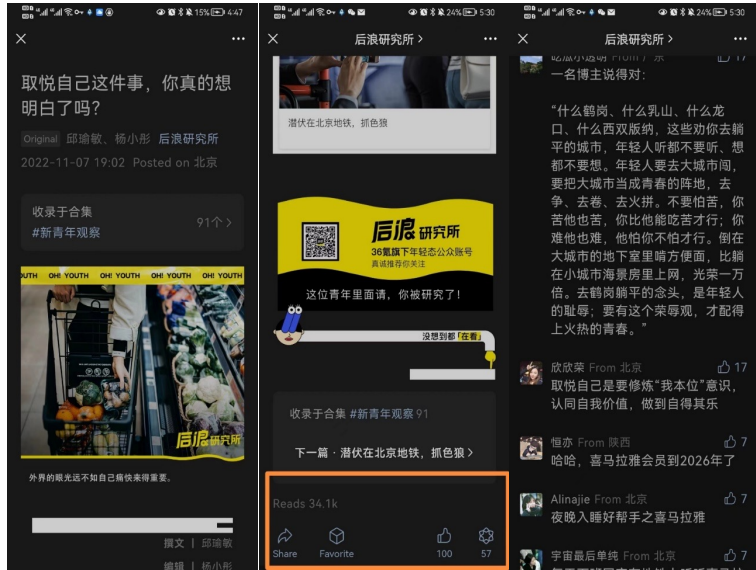 15% 4:47
取悦自己这件事，你真的想
明白了吗?
Original 邱瑜敏、杨小彤 后浪研究所
2022-11-07 19:02 Posted on 北京
收录于合集
#新青年观察
91个
OUTH OH! YOUTH OH! YOUTH OH! YOUTH OH! YOUTH
后浪研究所
外界的眼光远不如自己痛快来得重要。
撰文 | 邱瑜敏
编辑 | 杨小彤
24% 5:30
后浪研究所
潜伏在北京地铁，抓色狼
后浪研究所
36氪旗下年轻态公众账号
真诚推荐你关注
这位青年里面请，你被研究了!
没想到都「在看」
收录于合集 #新青年观察 91
下一篇 · 潜伏在北京地铁，抓色狼
Reads 34.1k
Share Favorite 100 57
24% 5:30
后浪研究所
吃瓜小透明 From 广东 17
一名博主说得对:
“什么鹤岗、什么乳山、什么龙
口、什么西双版纳，这些劝你去躺
平的城市，年轻人听都不要听、想
都不要想。年轻人要去大城市闯，
要把大城市当成青春的阵地，去
争、去卷、去火拼。不要怕苦，你
苦他也苦，你比他能吃苦才行；你
难他也难，他怕你不怕才行。倒在
大城市的地下室里啃方便面，比躺
在小城市海景房里上网，光荣一万
倍。去鹤岗躺平的念头，是年轻人
的耻辱；要有这个荣辱观，才配得
上火热的青春。”
欣欣荣 From 北京 17
取悦自己是要修炼“我本位”意识，
认同自我价值，做到自得其乐
恒亦 From 陕西 7
哈哈，喜马拉雅会员到2026年了
Alinajie From 北京 7
夜晚入睡好帮手之喜马拉雅
宇宙最后单纯 From 北京 7